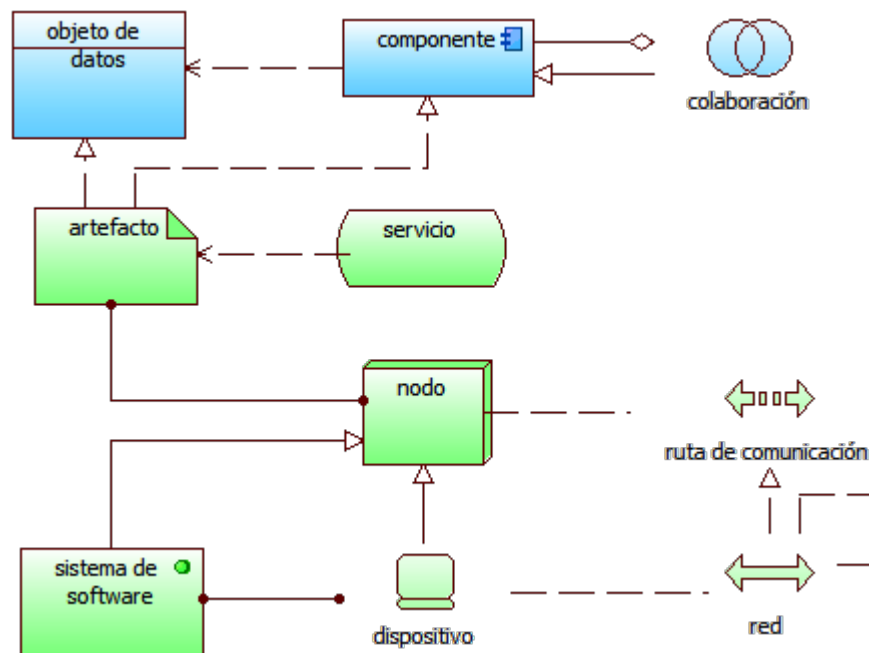 objeto de
datos
componente
colaboración
artefacto
servicio
nodo
ruta de comunicación
sistema de
software
dispositivo
red